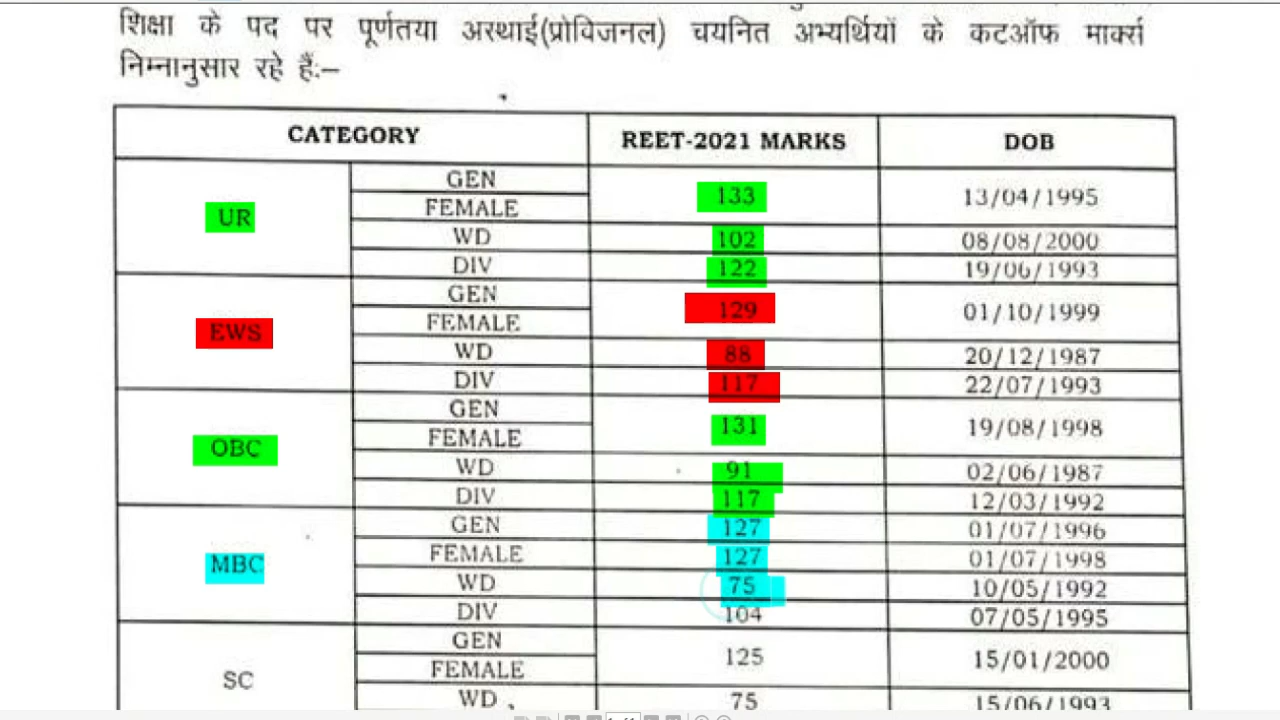 शिक्षा के पद पर पूर्णतया अस्थाई(प्रोविजनल) चयनित अभ्यर्थियों के कटऑफ मार्क्स
निम्नानुसार रहे हैं:—
CATEGORY REET-2021 MARKS DOB
UR GEN 133 13/04/1995
FEMALE
WD 102 08/08/2000
DIV 122 19/06/1993
EWS GEN 129 01/10/1999
FEMALE
WD 88 20/12/1987
DIV 117 22/07/1993
OBC GEN 131 19/08/1998
FEMALE
WD 91 02/06/1987
DIV 117 12/03/1992
MBC GEN 127 01/07/1996
FEMALE 127 01/07/1998
WD 75 10/05/1992
DIV 104 07/05/1995
SC GEN 125 15/01/2000
FEMALE
WD 75 15/06/1993